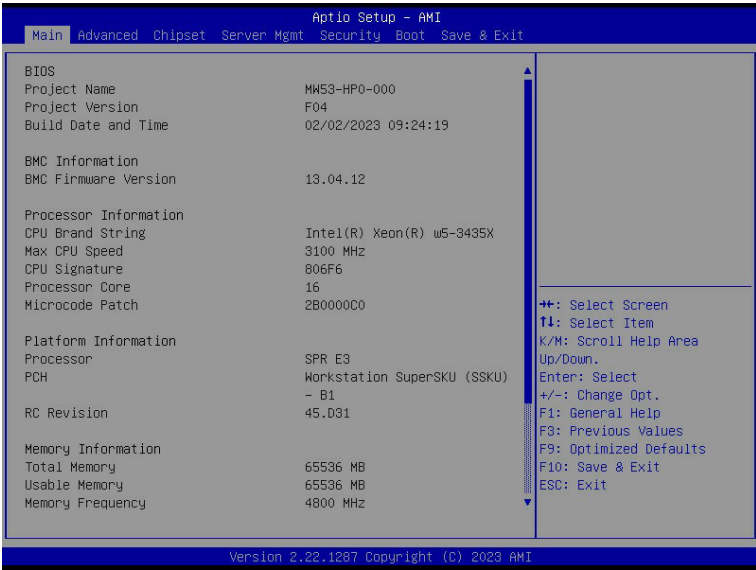 Aptio Setup – AMI
Main Advanced Chipset Server Mgmt Security Boot Save & Exit
BIOS
Project Name MW53-HP0-000
Project Version F04
Build Date and Time 02/02/2023 09:24:19
BMC Information
BMC Firmware Version 13.04.12
Processor Information
CPU Brand String Intel(R) Xeon(R) w5-3435X
Max CPU Speed 3100 MHz
CPU Signature 806F6
Processor Core 16
Microcode Patch 2B0000C0
Platform Information
Processor SPR E3
PCH Workstation SuperSKU (SSKU)
- B1
RC Revision 45.D31
Memory Information
Total Memory 65536 MB
Usable Memory 65536 MB
Memory Frequency 4800 MHz
→←: Select Screen
↑↓: Select Item
K/M: Scroll Help Area
Up/Down.
Enter: Select
+/-: Change Opt.
F1: General Help
F3: Previous Values
F9: Optimized Defaults
F10: Save & Exit
ESC: Exit
Version 2.22.1287 Copyright (C) 2023 AMI